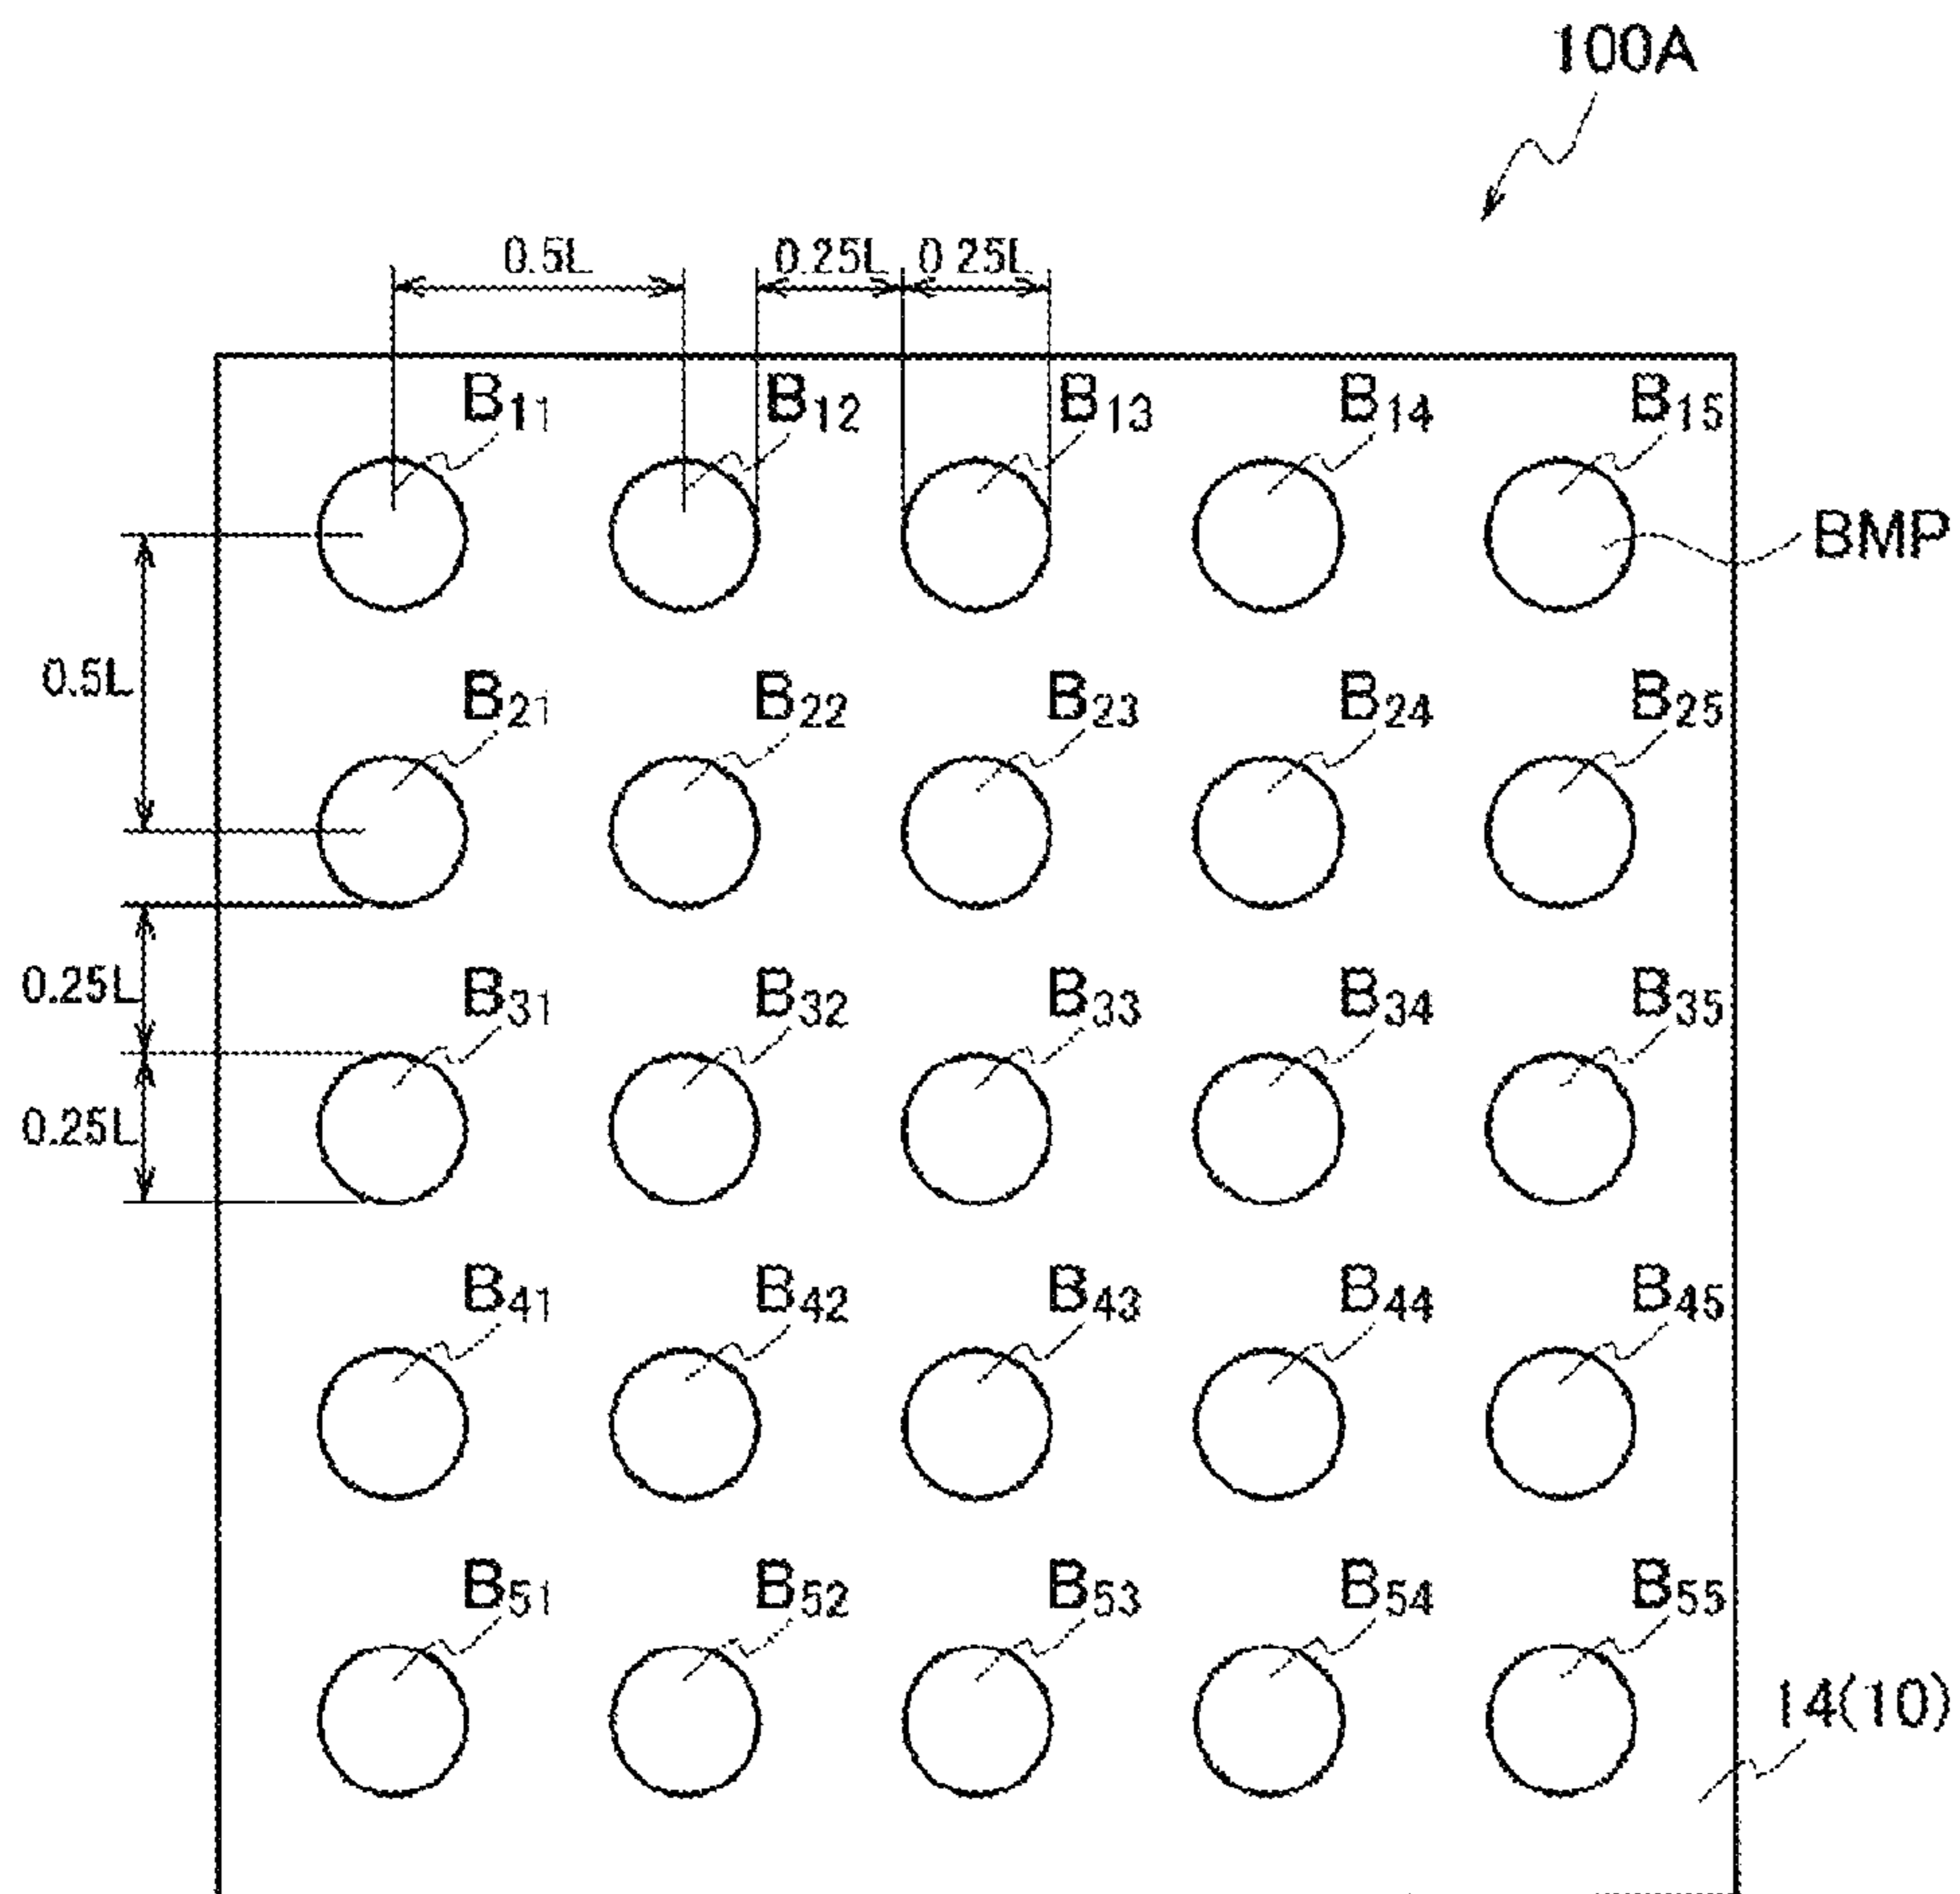 100A
0.5L 0.25L 0.25L
B11 B12 B13 B14 B15
BMP
0.5L
B21 B22 B23 B24 B25
0.25L
B31 B32 B33 B34 B35
0.25L
B41 B42 B43 B44 B45
B51 B52 B53 B54 B55
14(10)